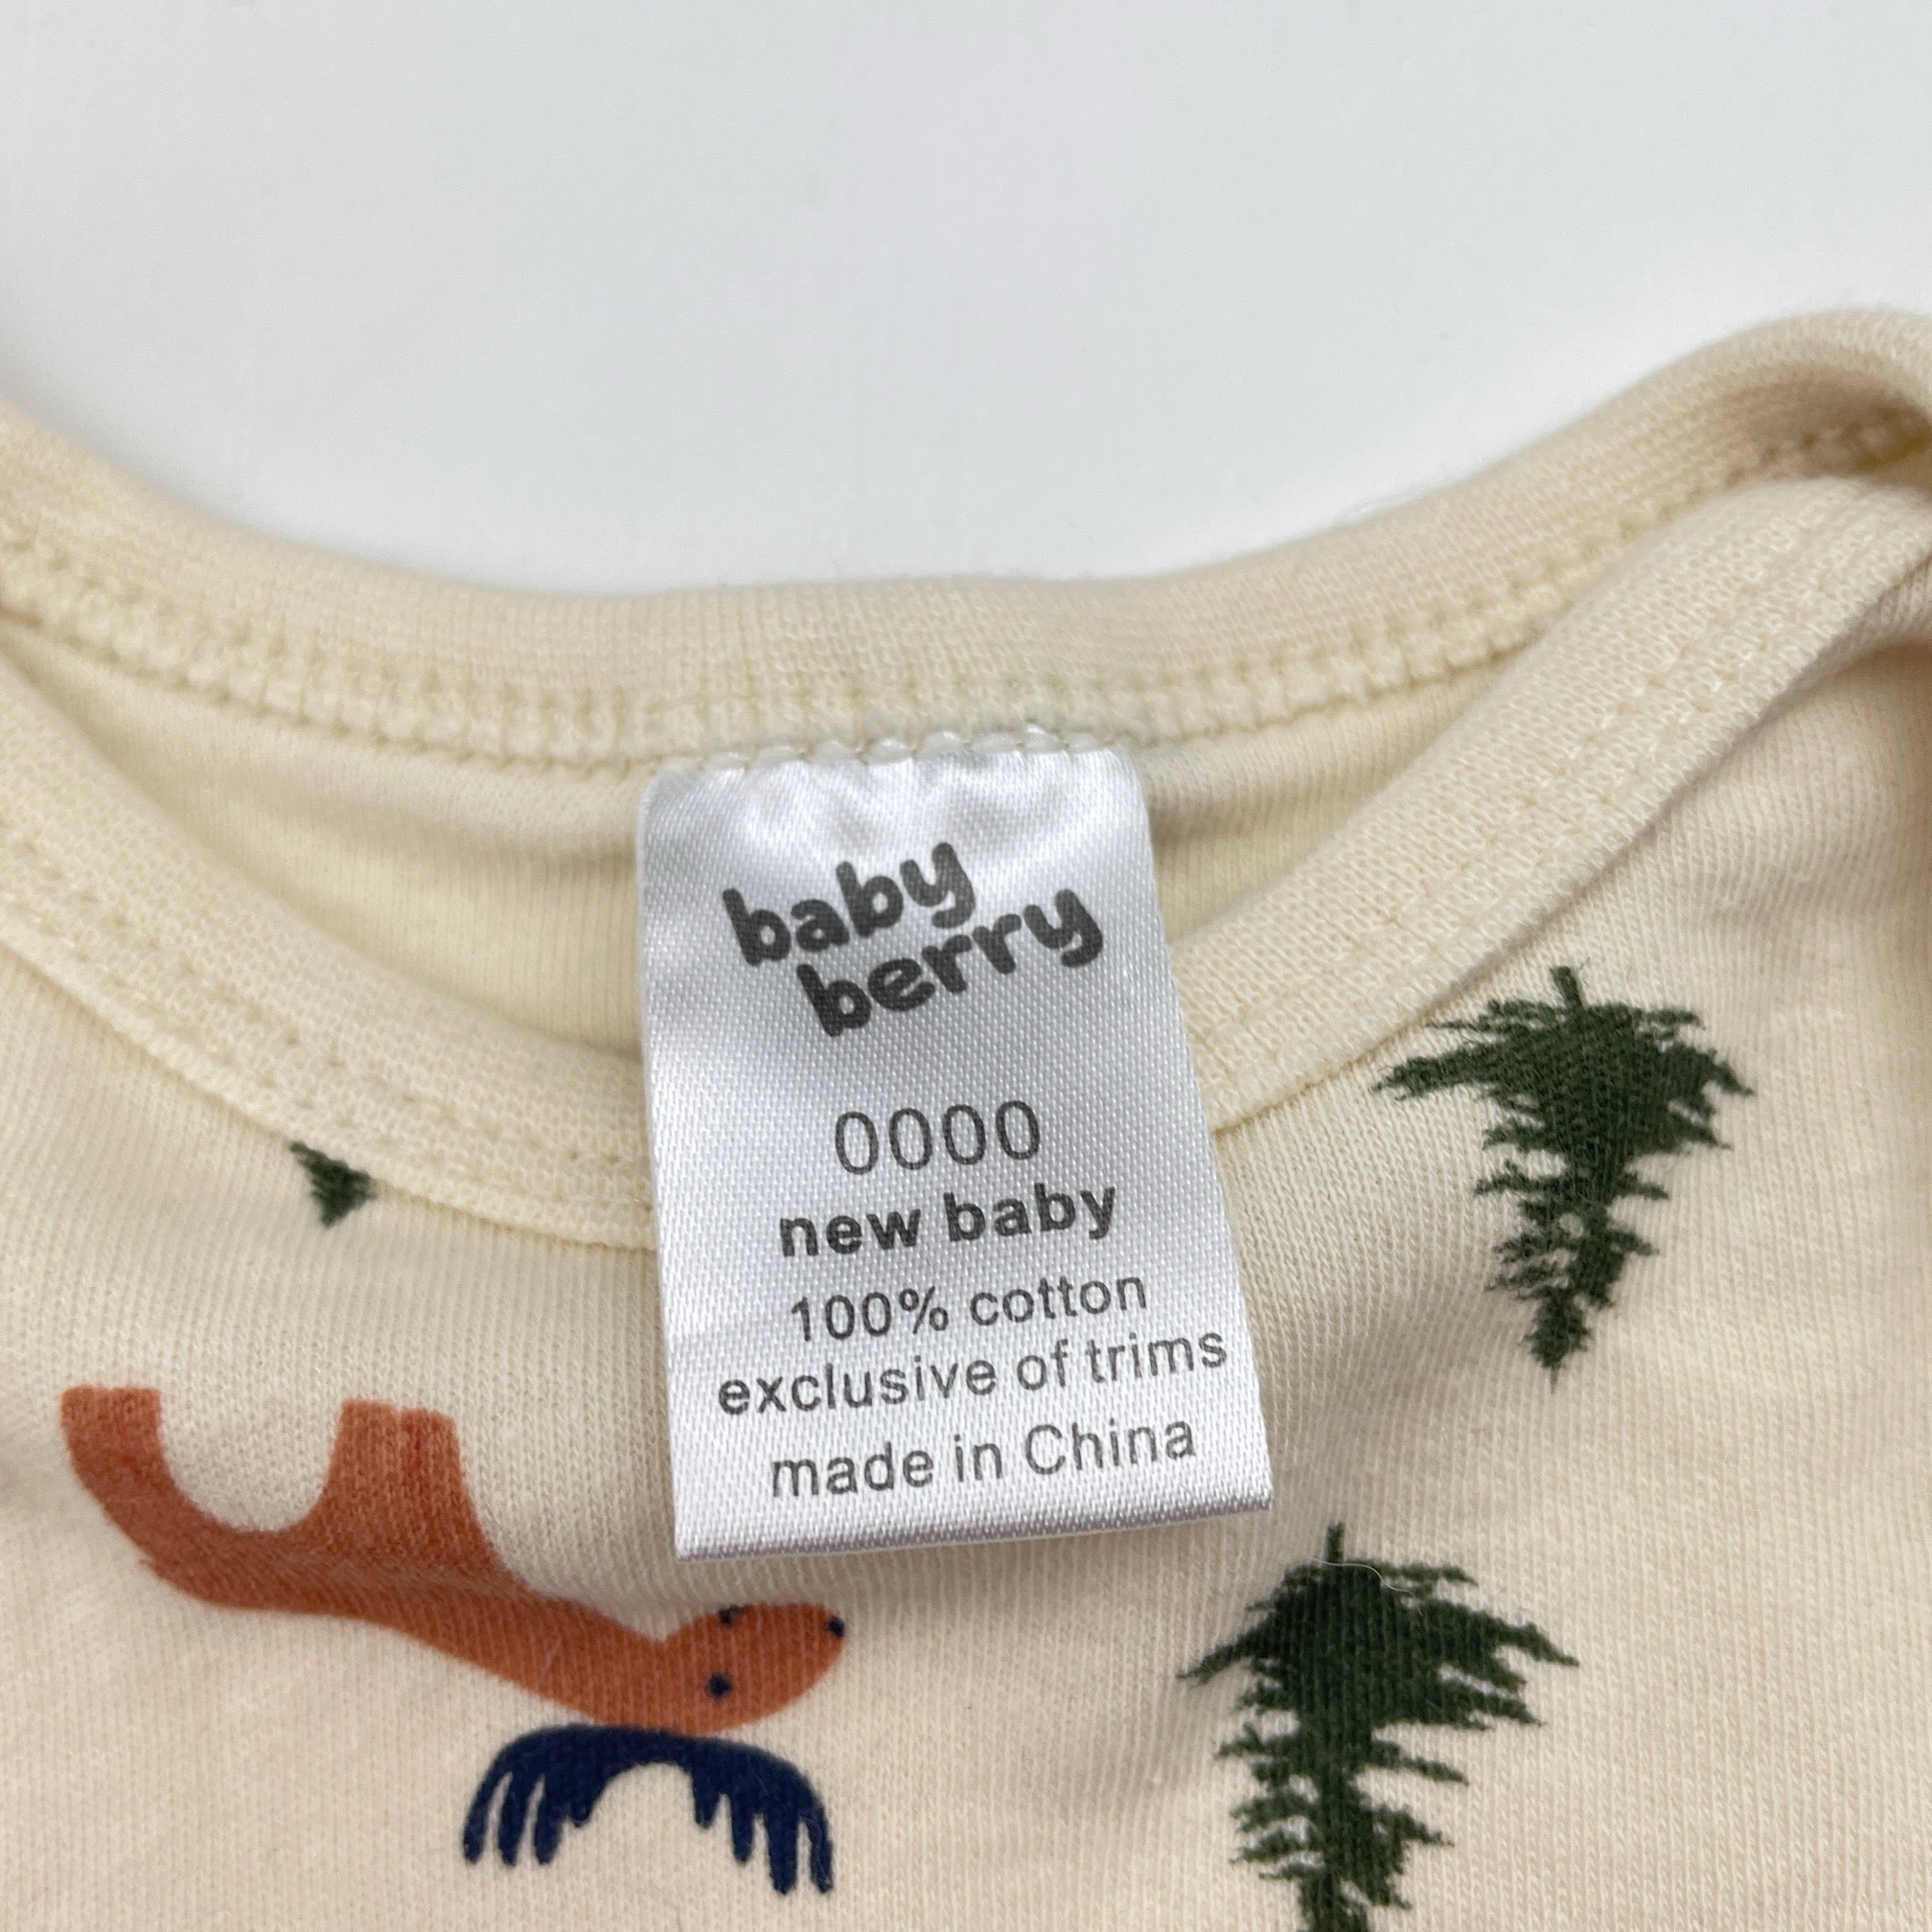 baby
berry
0000
new baby
100% cotton
exclusive of trims
made in China